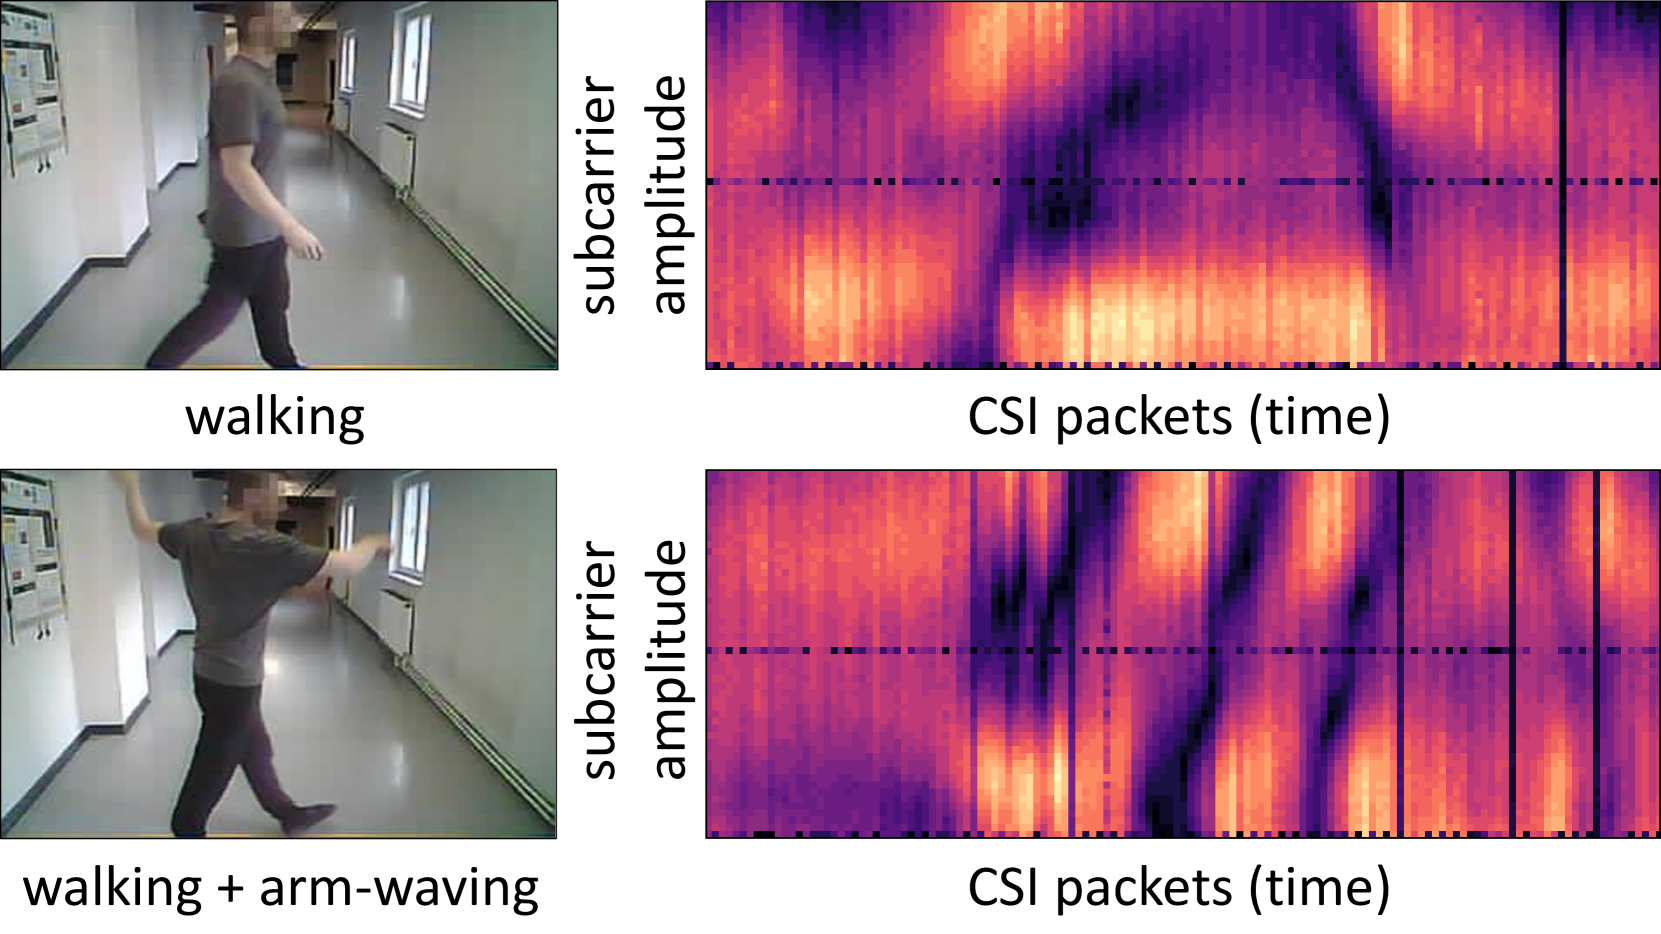 subcarrier
amplitude
walking
CSI packets (time)
subcarrier
amplitude
walking + arm-waving
CSI packets (time)